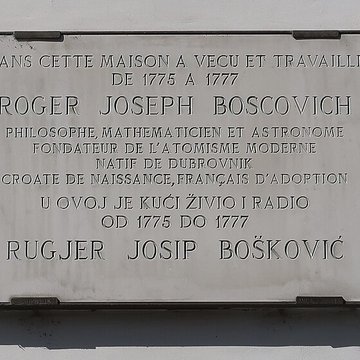 DANS CETTE MAISON A VECU ET TRAVAILLE
DE 1775 A 1777
ROGER JOSEPH BOSCOVICH
PHILOSOPHE, MATHEMATICIEN ET ASTRONOME
FONDATEUR DE L'ATOMISME MODERNE
NATIF DE DUBROVNIK
CROATE DE NAISSANCE, FRANÇAIS D'ADOPTION
U OVOJ JE KUĆI ŽIVIO I RADIO
OD 1775 DO 1777
RUGJER JOSIP BOŠKOVIĆ